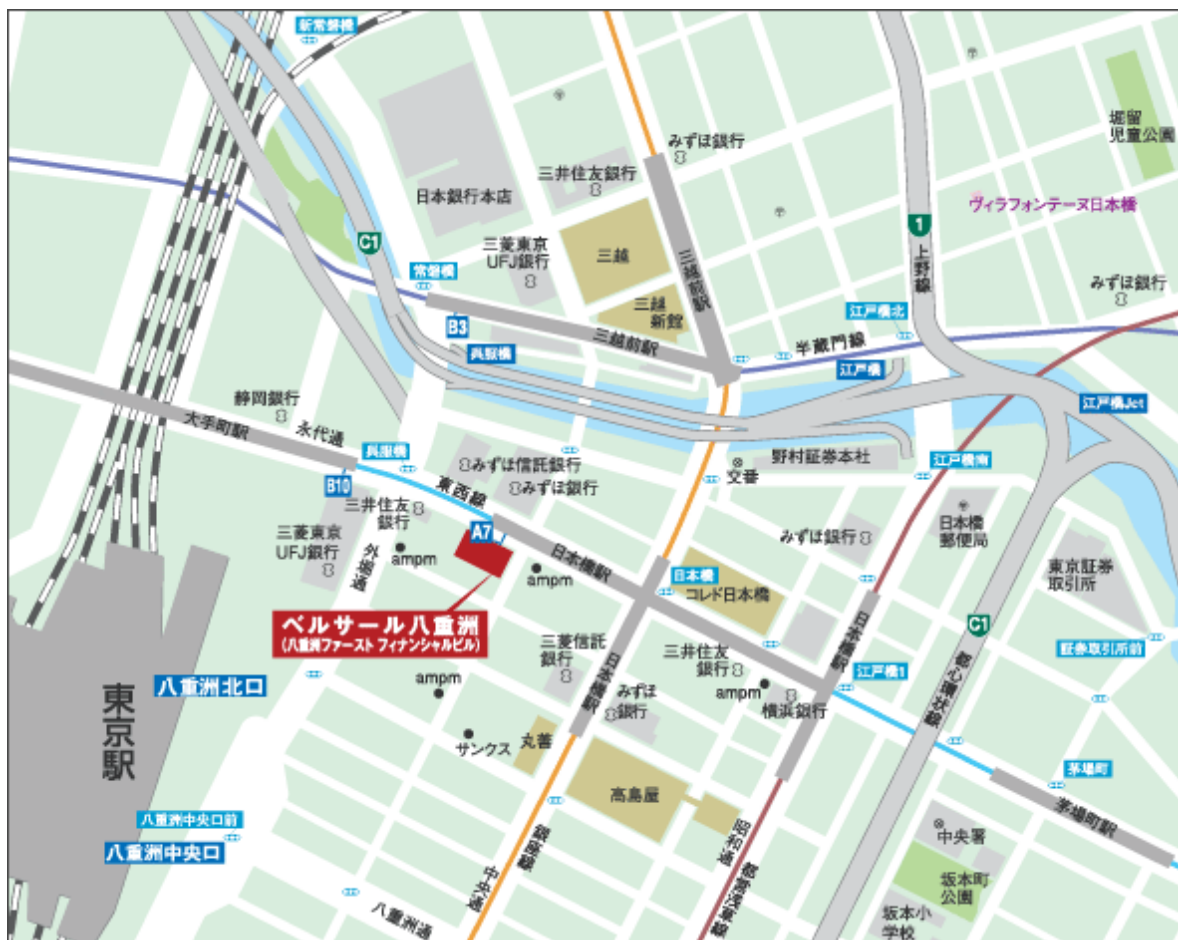 新常盤橋
みずほ銀行
堀留
児童公園
三井住友銀行
日本銀行本店
ヴィラフォンテーヌ日本橋
1
上野線
C1
三菱東京
UFJ銀行
三越
三越前駅
常盤橋
三越
新館
みずほ銀行
江戸橋北
B3
三越前駅
半蔵門線
呉服橋
江戸橋
江戸橋Jct
静岡銀行
大手町駅
永代通
呉服橋
みずほ信託銀行
野村証券本社
交番
江戸橋南
B10
東西線
みずほ銀行
三井住友
銀行
A7
三菱東京
UFJ銀行
外堀通
ampm
ampm
日本橋駅
みずほ銀行
日本橋
郵便局
東京証券
取引所
日本橋
コレド日本橋
ベルサール八重洲
(八重洲ファースト フィナンシャルビル)
日本橋駅
C1
都心環状線
証券取引所前
三菱信託
銀行
三井住友
銀行
江戸橋1
八重洲北口
ampm
日本橋駅
みずほ
銀行
ampm
横浜銀行
東京駅
サンクス
丸善
高島屋
茅場町
茅場町駅
八重洲中央口前
八重洲中央口
銀座線
中央通
昭和通
都営浅草線
中央署
坂本町
公園
八重洲通
坂本小
学校